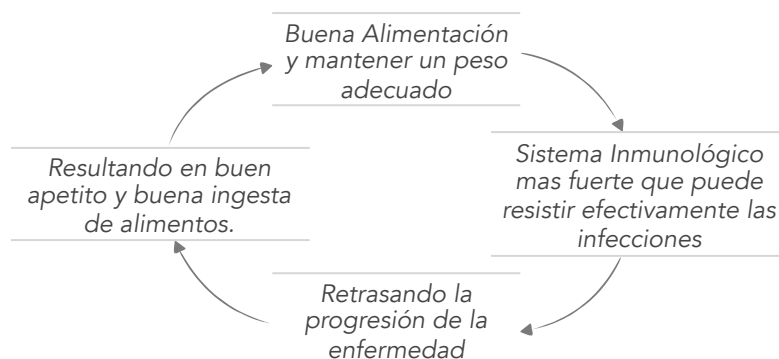 Buena Alimentación
y mantener un peso
adecuado
Sistema Inmunológico
mas fuerte que puede
resistir efectivamente las
infecciones
Retrasando la
progresión de la
enfermedad
Resultando en buen
apetito y buena ingesta
de alimentos.